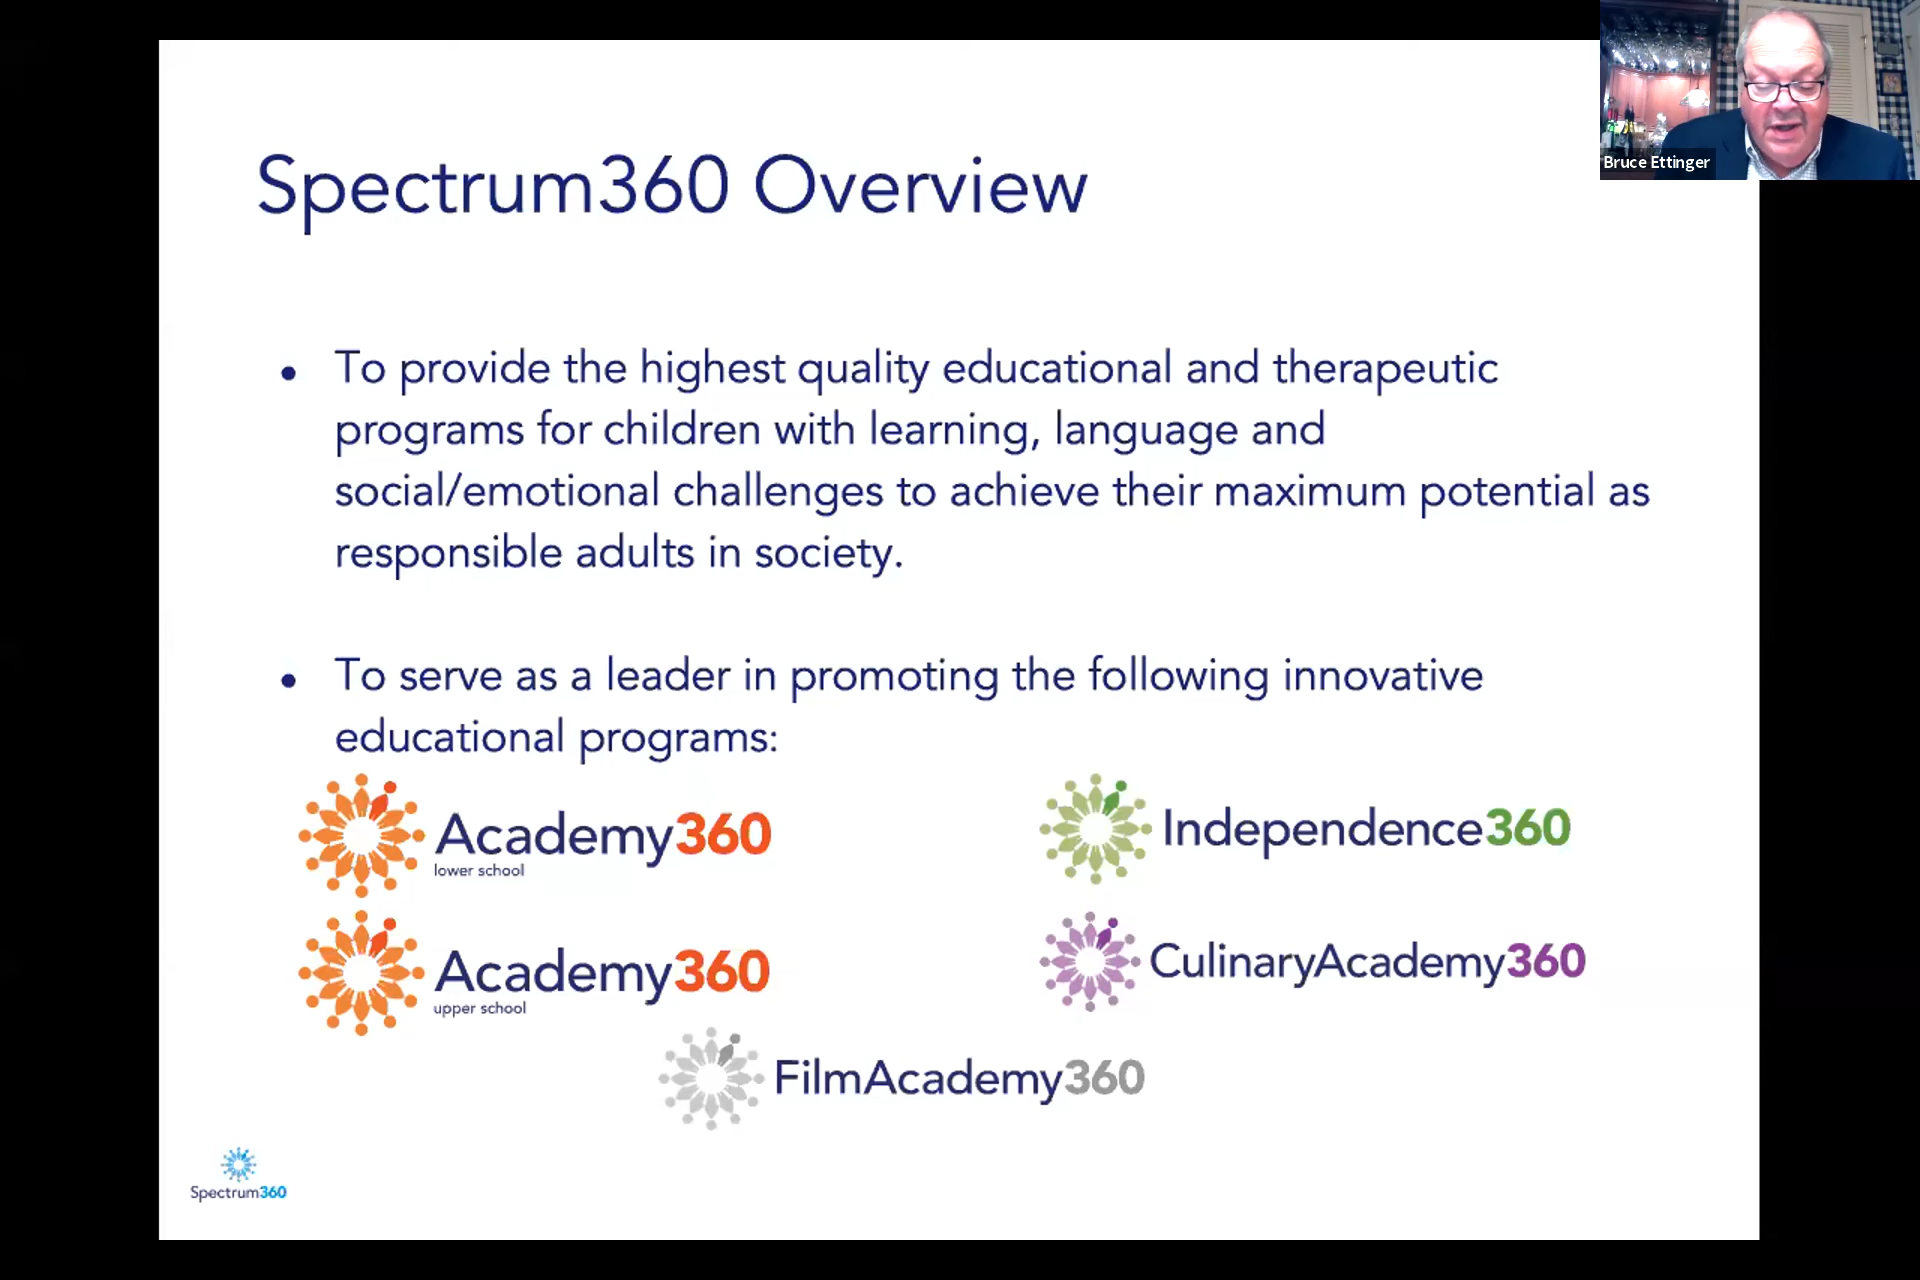 Bruce Ettinger
Spectrum360 Overview
• To provide the highest quality educational and therapeutic
programs for children with learning, language and
social/emotional challenges to achieve their maximum potential as
responsible adults in society.
• To serve as a leader in promoting the following innovative
educational programs:
Academy360
lower school
Independence360
Academy360
upper school
CulinaryAcademy360
FilmAcademy360
Spectrum360